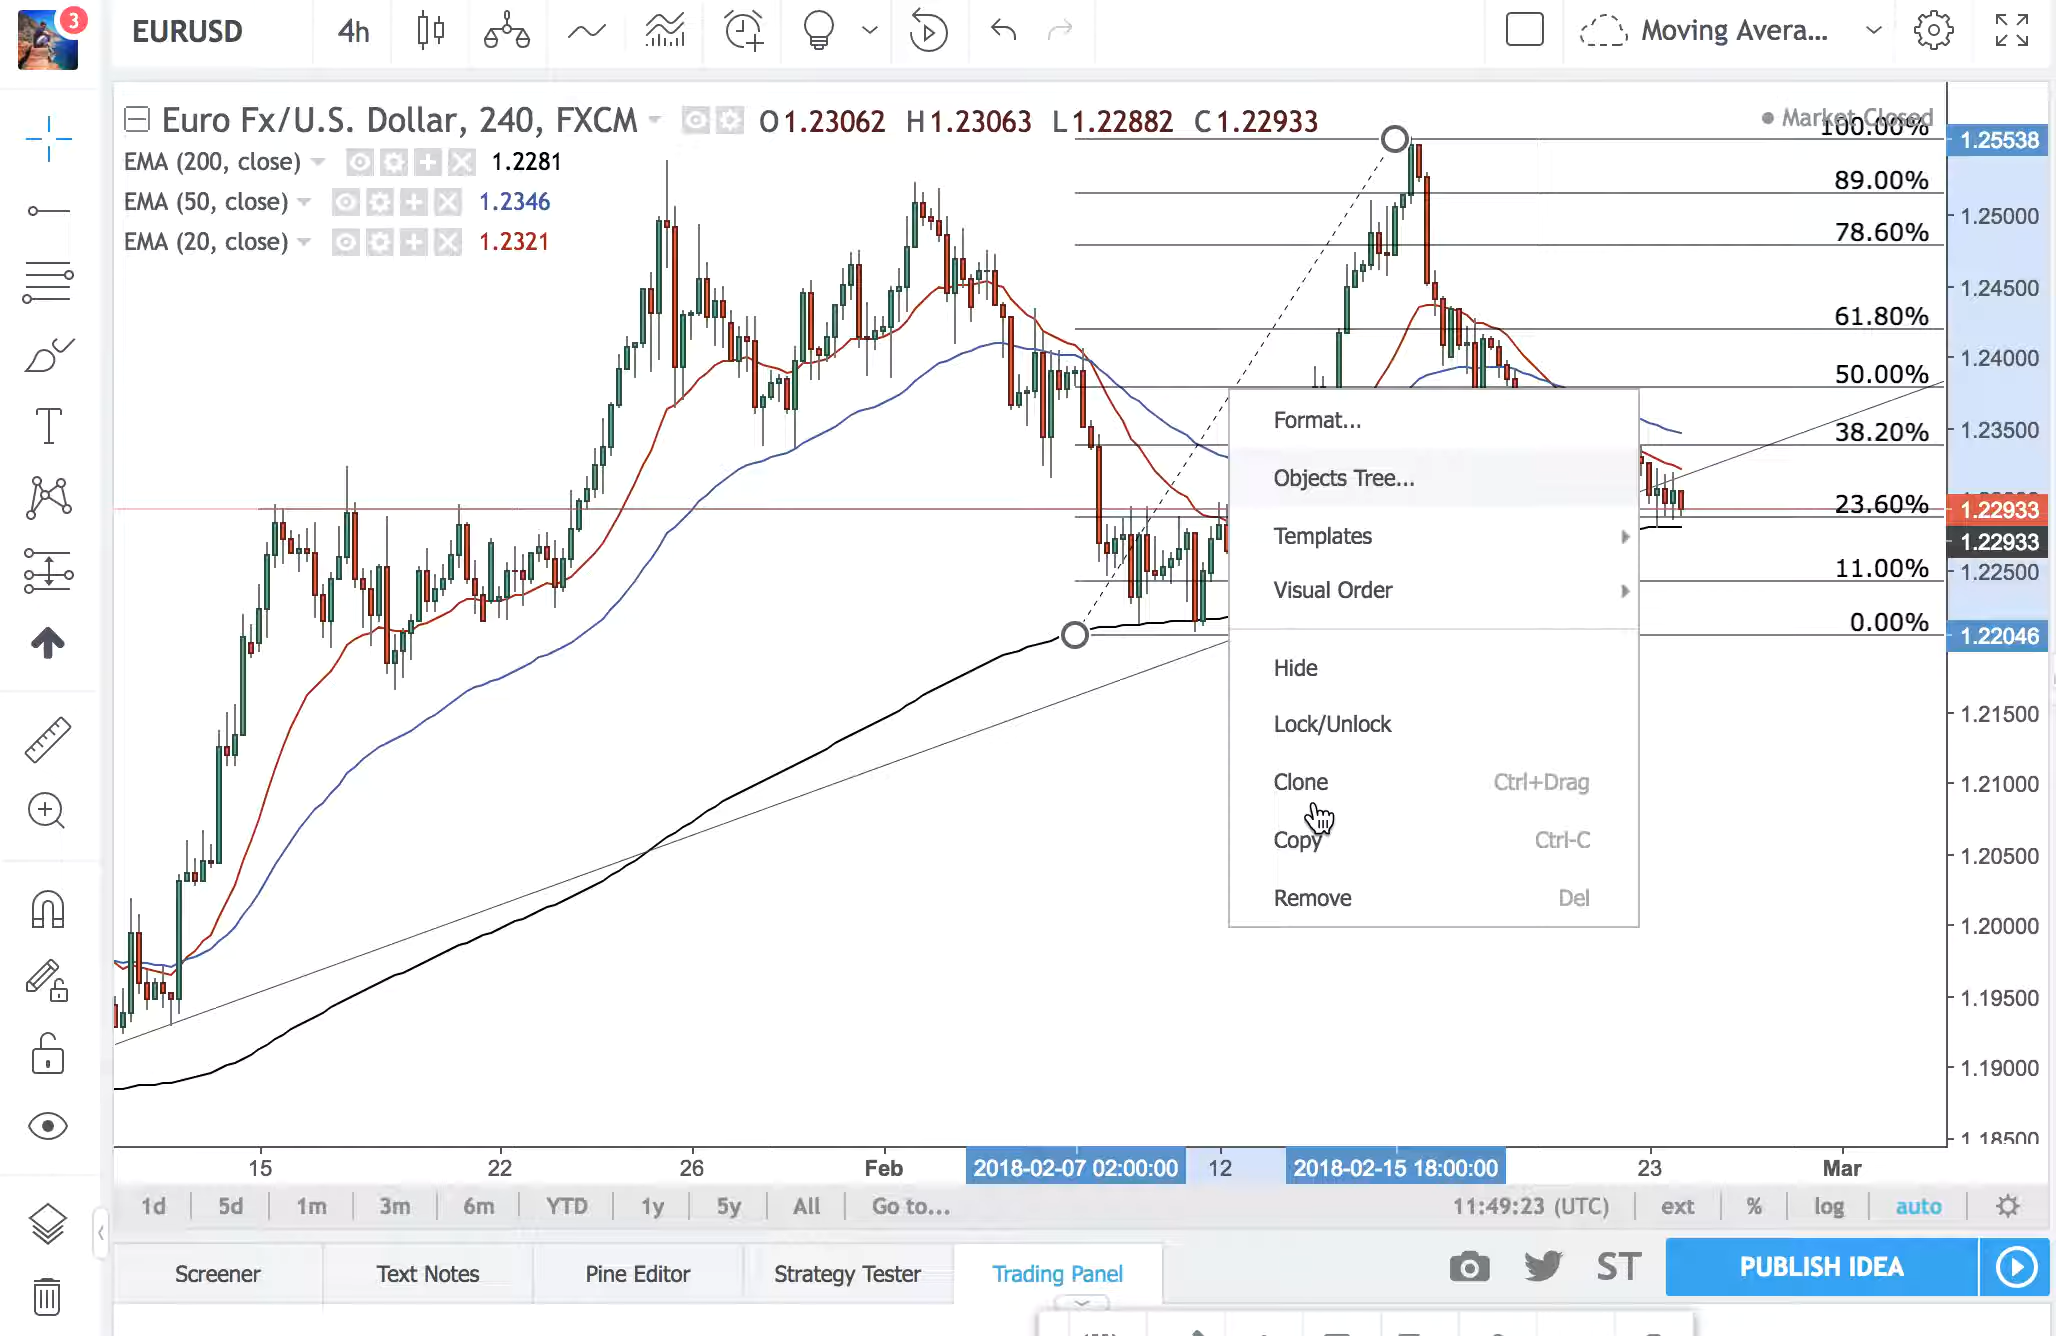 3
EURUSD 4h Moving Avera...
Euro Fx/U.S. Dollar, 240, FXCM O 1.23062 H 1.23063 L 1.22882 C 1.22933
Market Closed
EMA (200, close) 1.2281
EMA (50, close) 1.2346
EMA (20, close) 1.2321
100.00%
89.00%
78.60%
61.80%
50.00%
38.20%
23.60%
11.00%
0.00%
1.25538
1.25000
1.24500
1.24000
1.23500
1.22933
1.22933
1.22500
1.22046
1.21500
1.21000
1.20500
1.20000
1.19500
1.19000
1.18500
Format...
Objects Tree...
Templates
Visual Order
Hide
Lock/Unlock
Clone Ctrl+Drag
Copy Ctrl-C
Remove Del
15 22 26 Feb 2018-02-07 02:00:00 12 2018-02-15 18:00:00 23 Mar
1d 5d 1m 3m 6m YTD 1y 5y All Go to... 11:49:23 (UTC) ext % log auto
Screener Text Notes Pine Editor Strategy Tester Trading Panel ST PUBLISH IDEA